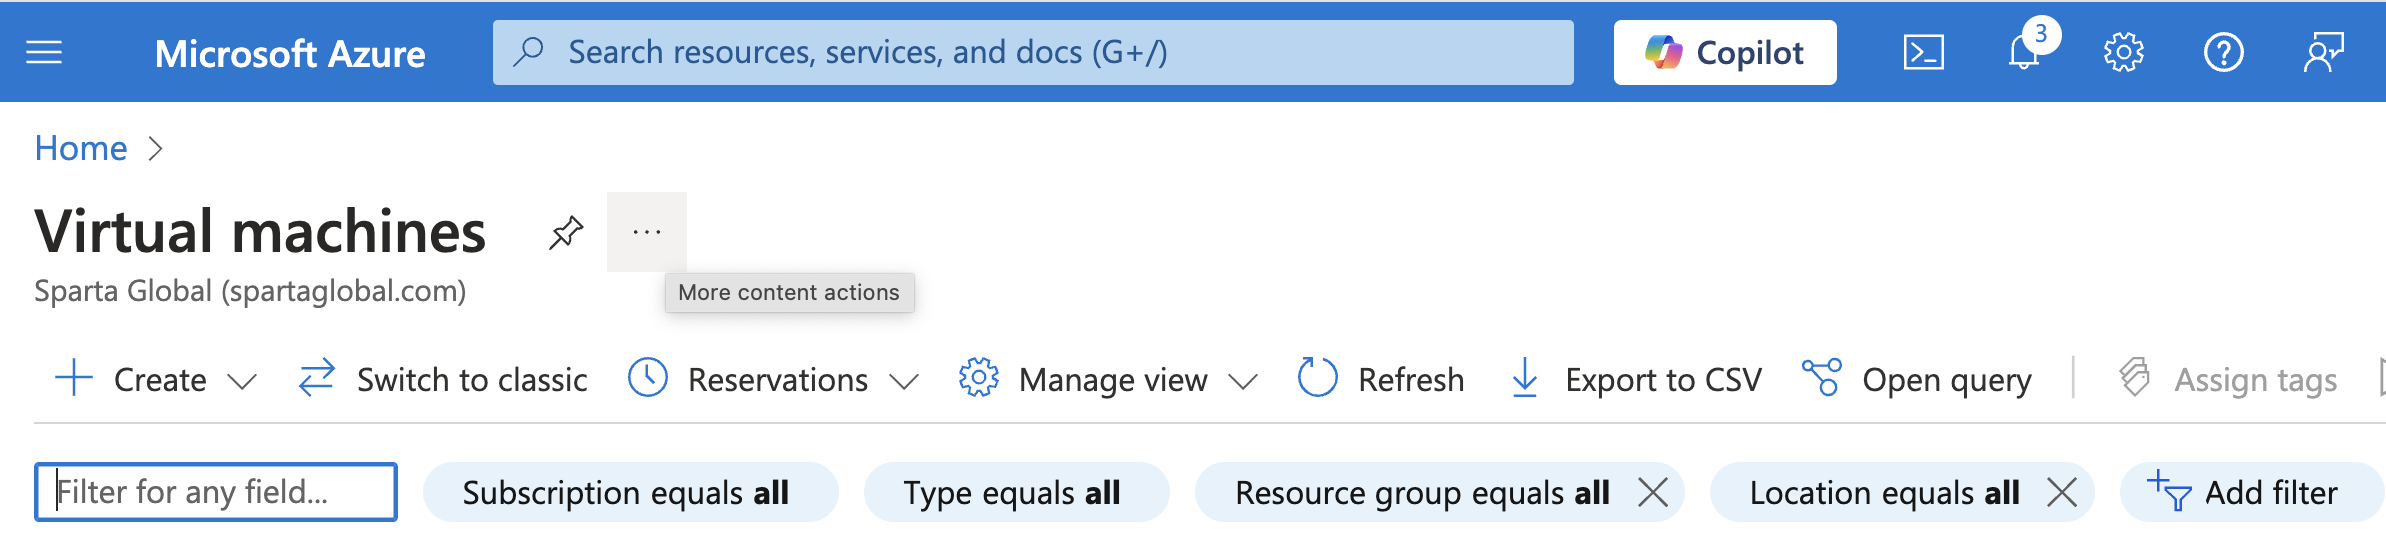 Microsoft Azure Search resources, services, and docs (G+/) Copilot 3
Home
Virtual machines ...
Sparta Global (spartaglobal.com)
More content actions
Create Switch to classic Reservations Manage view Refresh Export to CSV Open query Assign tags
Filter for any field... Subscription equals all Type equals all Resource group equals all Location equals all Add filter